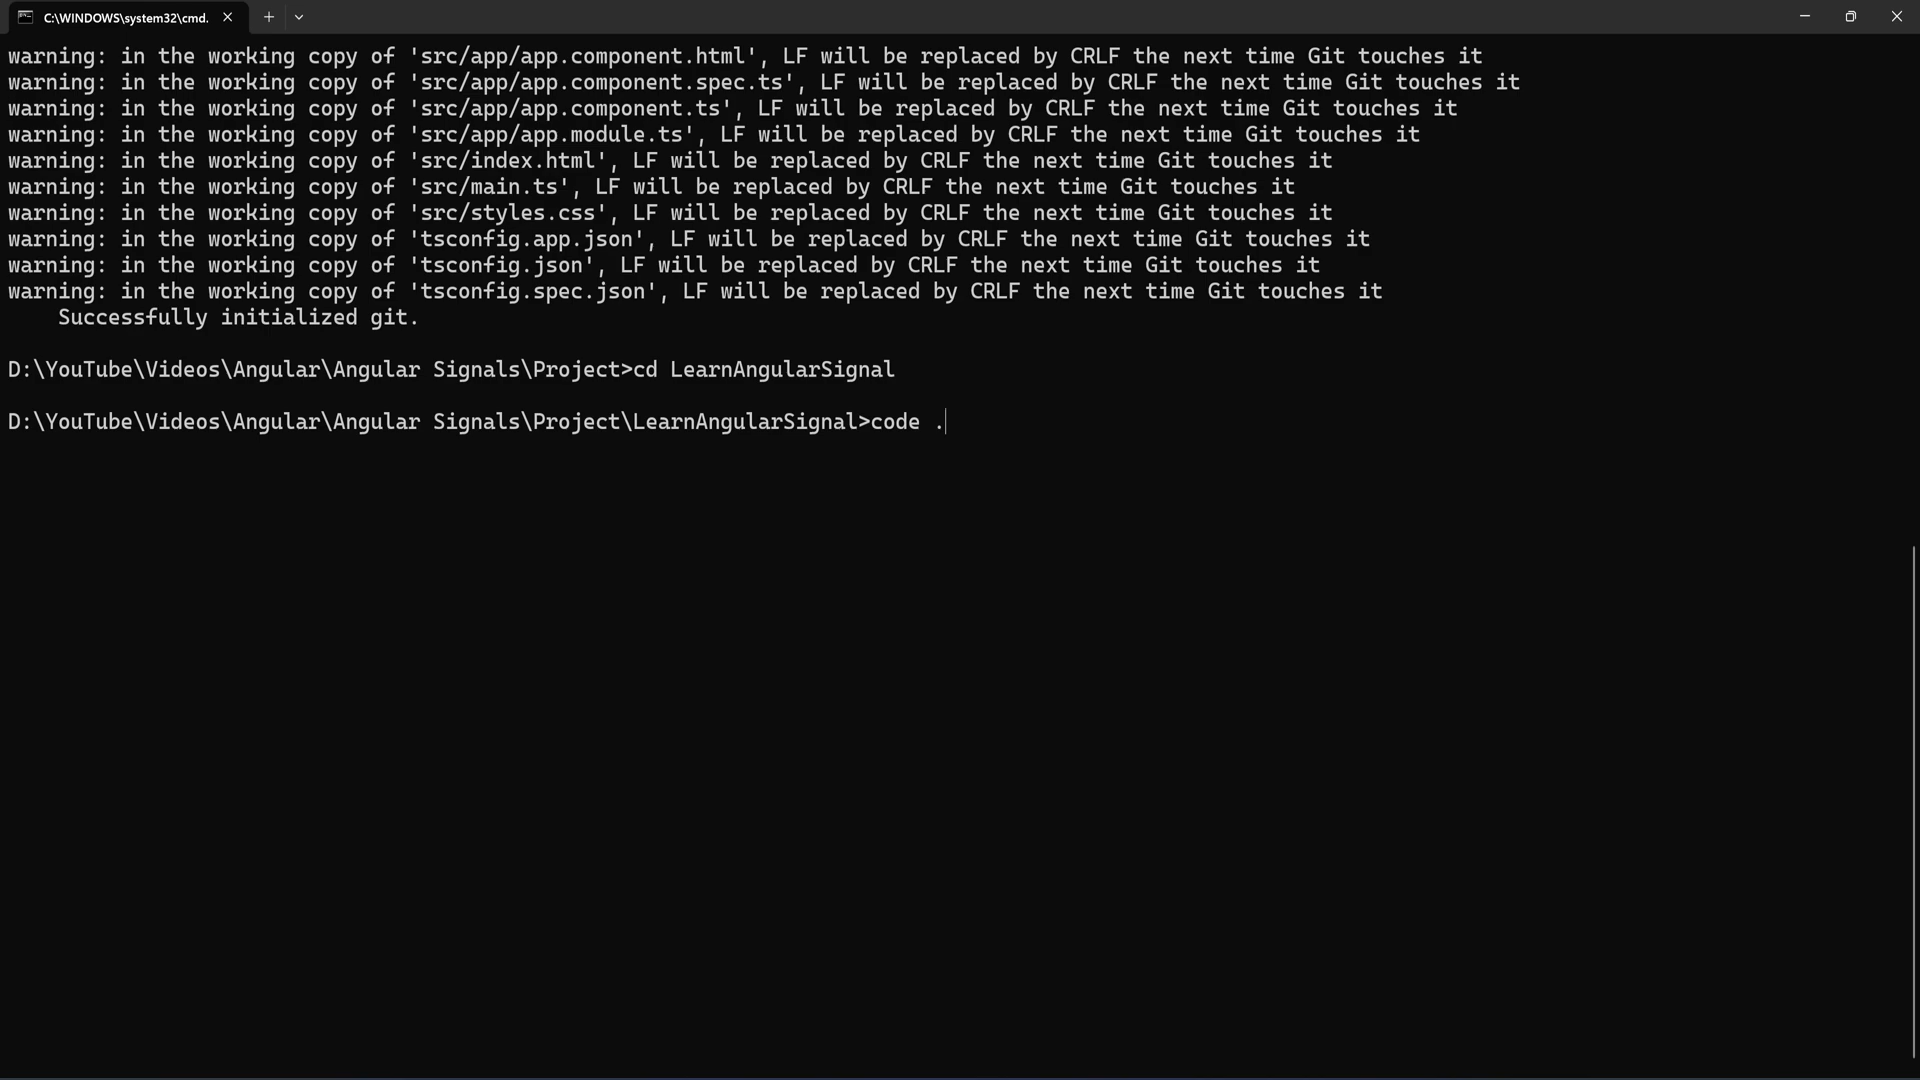 C:\WINDOWS\system32\cmd.
warning: in the working copy of 'src/app/app.component.html', LF will be replaced by CRLF the next time Git touches it
warning: in the working copy of 'src/app/app.component.spec.ts', LF will be replaced by CRLF the next time Git touches it
warning: in the working copy of 'src/app/app.component.ts', LF will be replaced by CRLF the next time Git touches it
warning: in the working copy of 'src/app/app.module.ts', LF will be replaced by CRLF the next time Git touches it
warning: in the working copy of 'src/index.html', LF will be replaced by CRLF the next time Git touches it
warning: in the working copy of 'src/main.ts', LF will be replaced by CRLF the next time Git touches it
warning: in the working copy of 'src/styles.css', LF will be replaced by CRLF the next time Git touches it
warning: in the working copy of 'tsconfig.app.json', LF will be replaced by CRLF the next time Git touches it
warning: in the working copy of 'tsconfig.json', LF will be replaced by CRLF the next time Git touches it
warning: in the working copy of 'tsconfig.spec.json', LF will be replaced by CRLF the next time Git touches it
    Successfully initialized git.
D:\YouTube\Videos\Angular\Angular Signals\Project>cd LearnAngularSignal
D:\YouTube\Videos\Angular\Angular Signals\Project\LearnAngularSignal>code .